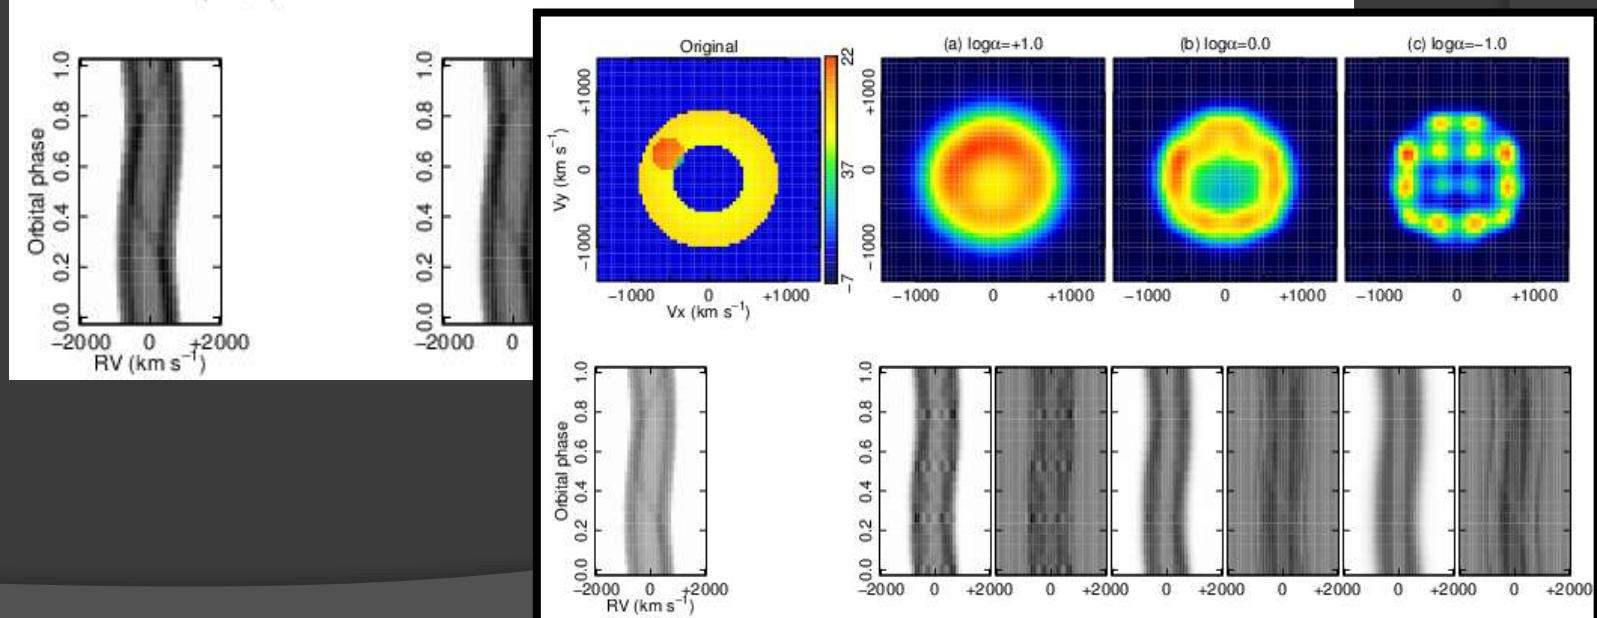 1.0
0.8
0.6
0.4
0.2
0.0
Orbital phase
−2000 0 +2000
RV (km s−1)
1.0
0.8
0.6
0.4
0.2
0.0
−2000 0
Original
+1000
0
−1000
Vy (km s−1)
−1000 0 +1000
Vx (km s−1)
22
37
−7
(a) logα=+1.0
(b) logα=0.0
(c) logα=−1.0
+1000
0
−1000
−1000 0 +1000
−1000 0 +1000
−1000 0 +1000
1.0
0.8
0.6
0.4
0.2
0.0
Orbital phase
−2000 0 +2000
RV (km s−1)
1.0
0.8
0.6
0.4
0.2
0.0
−2000 0 +2000 0 +2000 0 +2000 0 +2000 0 +2000 0 +2000